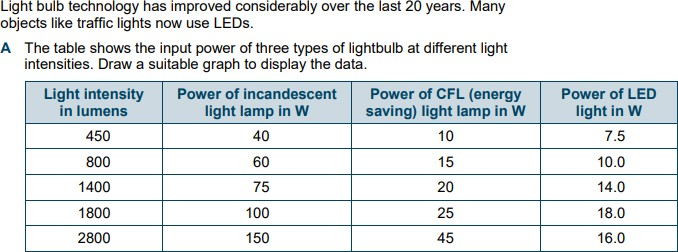 Light bulb technology has improved considerably over the last 20 years. Many
objects like traffic lights now use LEDs.
A The table shows the input power of three types of lightbulb at different light
intensities. Draw a suitable graph to display the data.
Light intensity in lumens Power of incandescent light lamp in W Power of CFL (energy saving) light lamp in W Power of LED light in W
450 40 10 7.5
800 60 15 10.0
1400 75 20 14.0
1800 100 25 18.0
2800 150 45 16.0